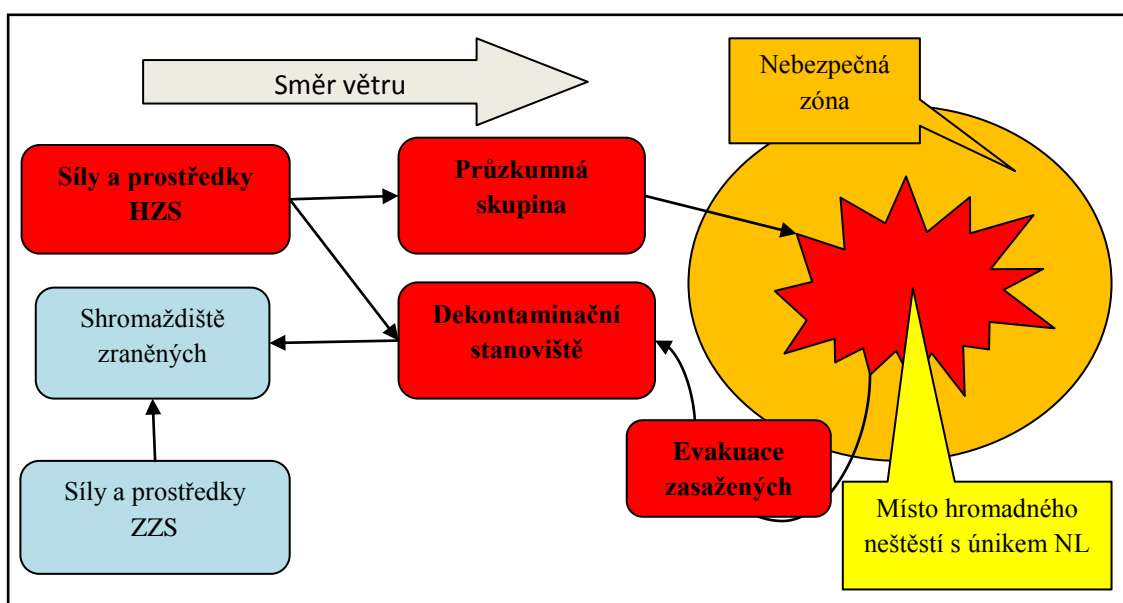 Směr větru
Nebezpečná
zóna
Síly a prostředky
HZS
Průzkumná
skupina
Shromaždiště
zraněných
Dekontaminační
stanoviště
Evakuace
zasažených
Síly a prostředky
ZZS
Místo hromadného
neštěstí s únikem NL